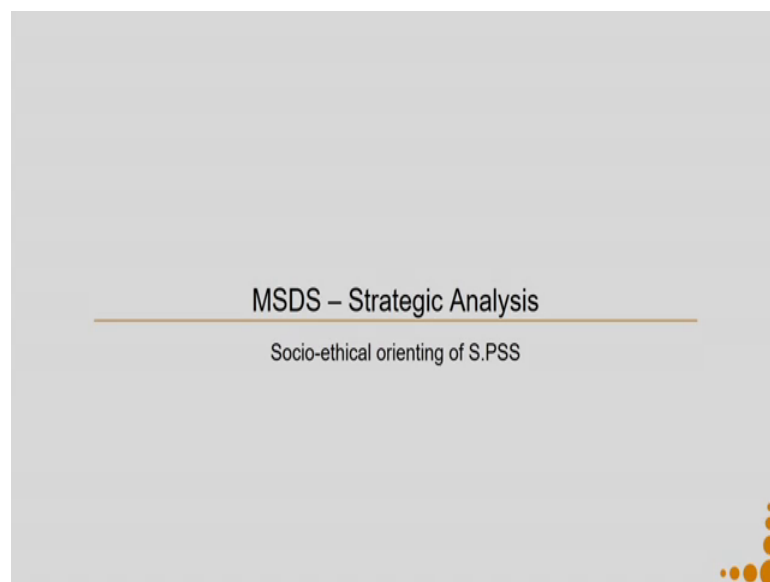 MSDS – Strategic Analysis
Socio-ethical orienting of S.PSS